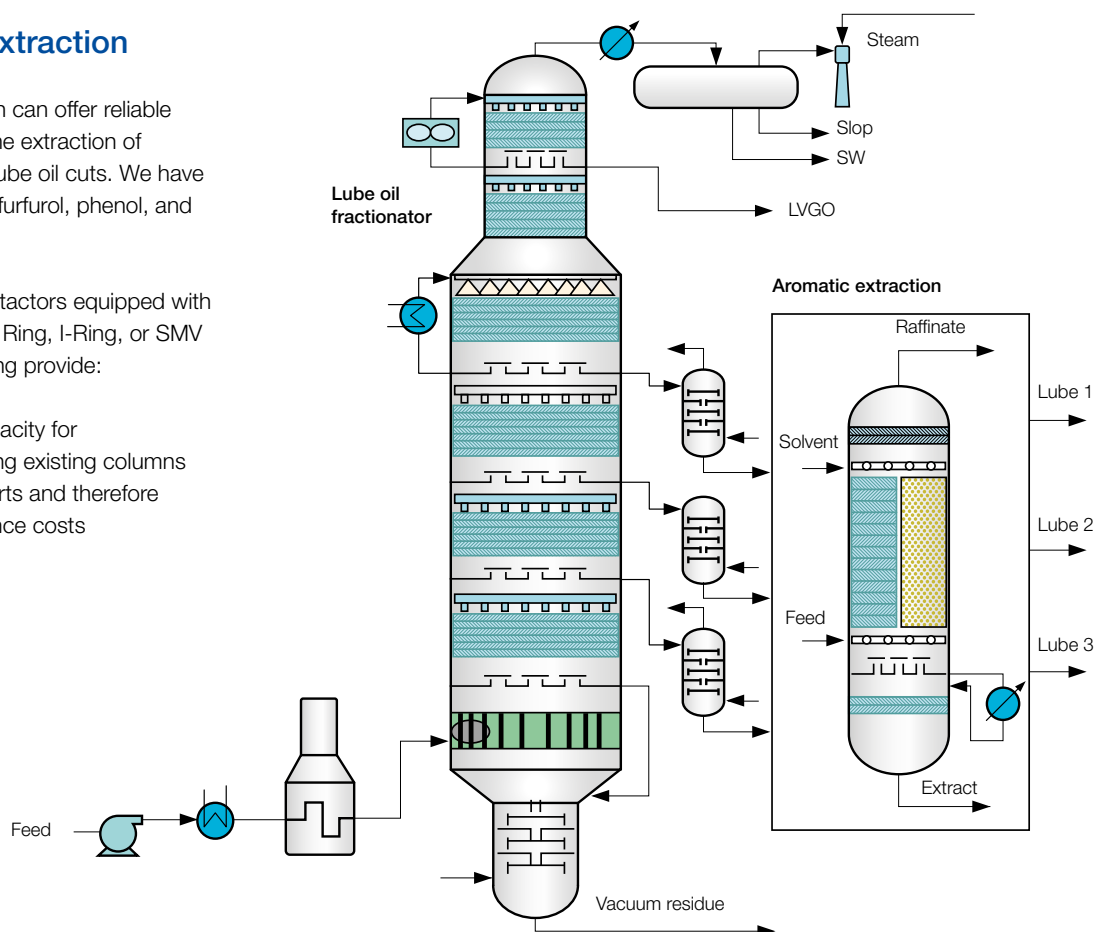 xtraction
can offer reliable
extraction of
ube oil cuts. We have
furfurol, phenol, and
tactors equipped with
Ring, I-Ring, or SMV
ng provide:
acity for
ng existing columns
rts and therefore
nce costs
Steam
Slop
SW
LVGO
Lube oil
fractionator
Aromatic extraction
Raffinate
Lube 1
Solvent
Lube 2
Feed
Lube 3
Extract
Feed
Vacuum residue